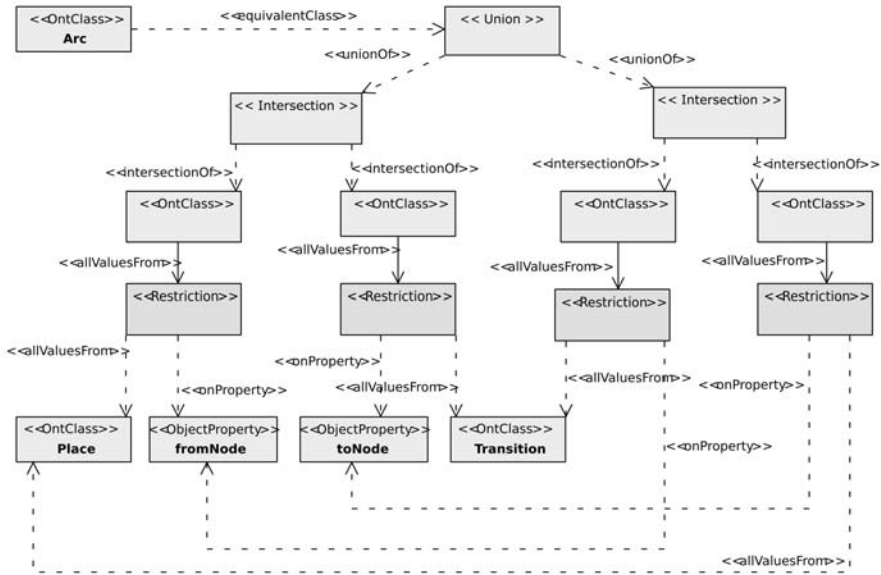 <<OntClass>>
Arc
<<equivalentClass>>
<< Union >>
<<unionOf>>
<<unionOf>>
<< Intersection >>
<< Intersection >>
<<intersectionOf>>
<<intersectionOf>>
<<intersectionOf>>
<<intersectionOf>>
<<OntClass>>
<<OntClass>>
<<OntClass>>
<<OntClass>>
<<allValuesFrom>>
<<allValuesFrom>>
<<allValuesFrom>>
<<allValuesFrom>>
<<Restriction>>
<<Restriction>>
<<Restriction>>
<<Restriction>>
<<allValuesFrom>>
<<onProperty>>
<<onProperty>>
<<allValuesFrom>>
<<allValuesFrom>>
<<onProperty>>
<<OntClass>>
Place
<<ObjectProperty>>
fromNode
<<ObjectProperty>>
toNode
<<OntClass>>
Transition
<<onProperty>>
<<allValuesFrom>>